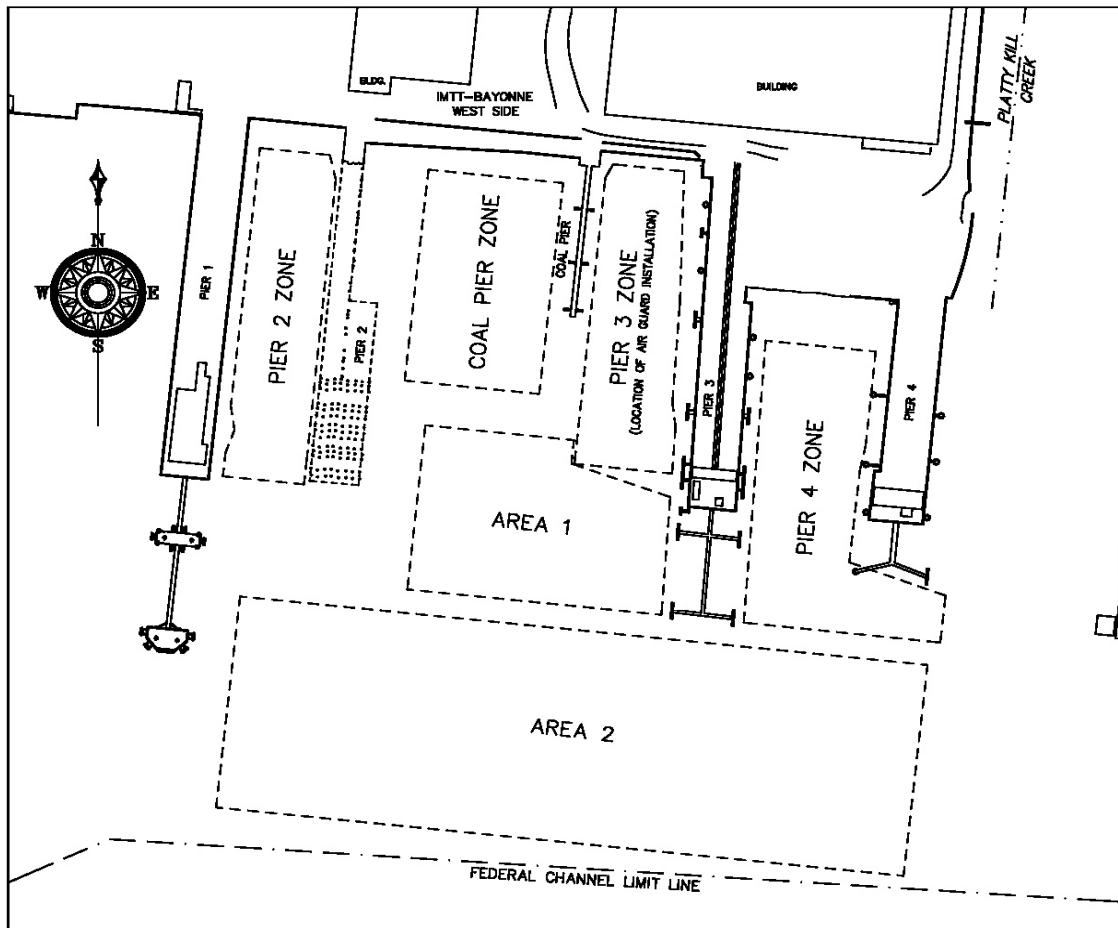 BLDG.
IMTT-BAYONNE
WEST SIDE
BUILDING
PLATTY KILL
CREEK
N
W
E
S
PIER 1
PIER 2 ZONE
PIER 2
COAL PIER ZONE
COAL PIER
PIER 3 ZONE
(LOCATION OF AIR GUARD INSTALLATION)
PIER 3
PIER 4 ZONE
PIER 4
AREA 1
AREA 2
FEDERAL CHANNEL LIMIT LINE